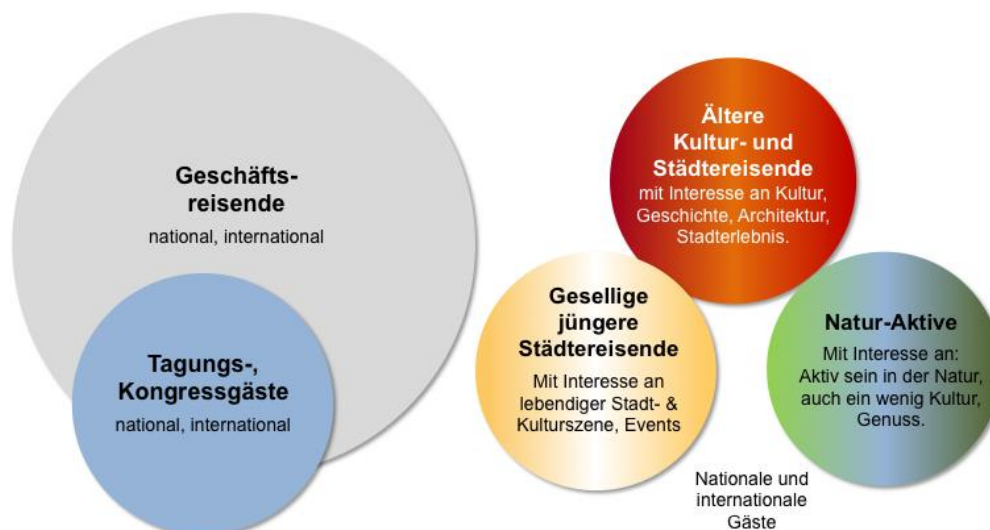 Geschäfts-
reisende
national, international
Tagungs-,
Kongressgäste
national, international
Ältere
Kultur- und
Städtereisende
mit Interesse an Kultur,
Geschichte, Architektur,
Stadterlebnis.
Gesellige
jüngere
Städtereisende
Mit Interesse an
lebendiger Stadt- &
Kulturszene, Events
Natur-Aktive
Mit Interesse an:
Aktiv sein in der Natur,
auch ein wenig Kultur,
Genuss.
Nationale und
internationale
Gäste